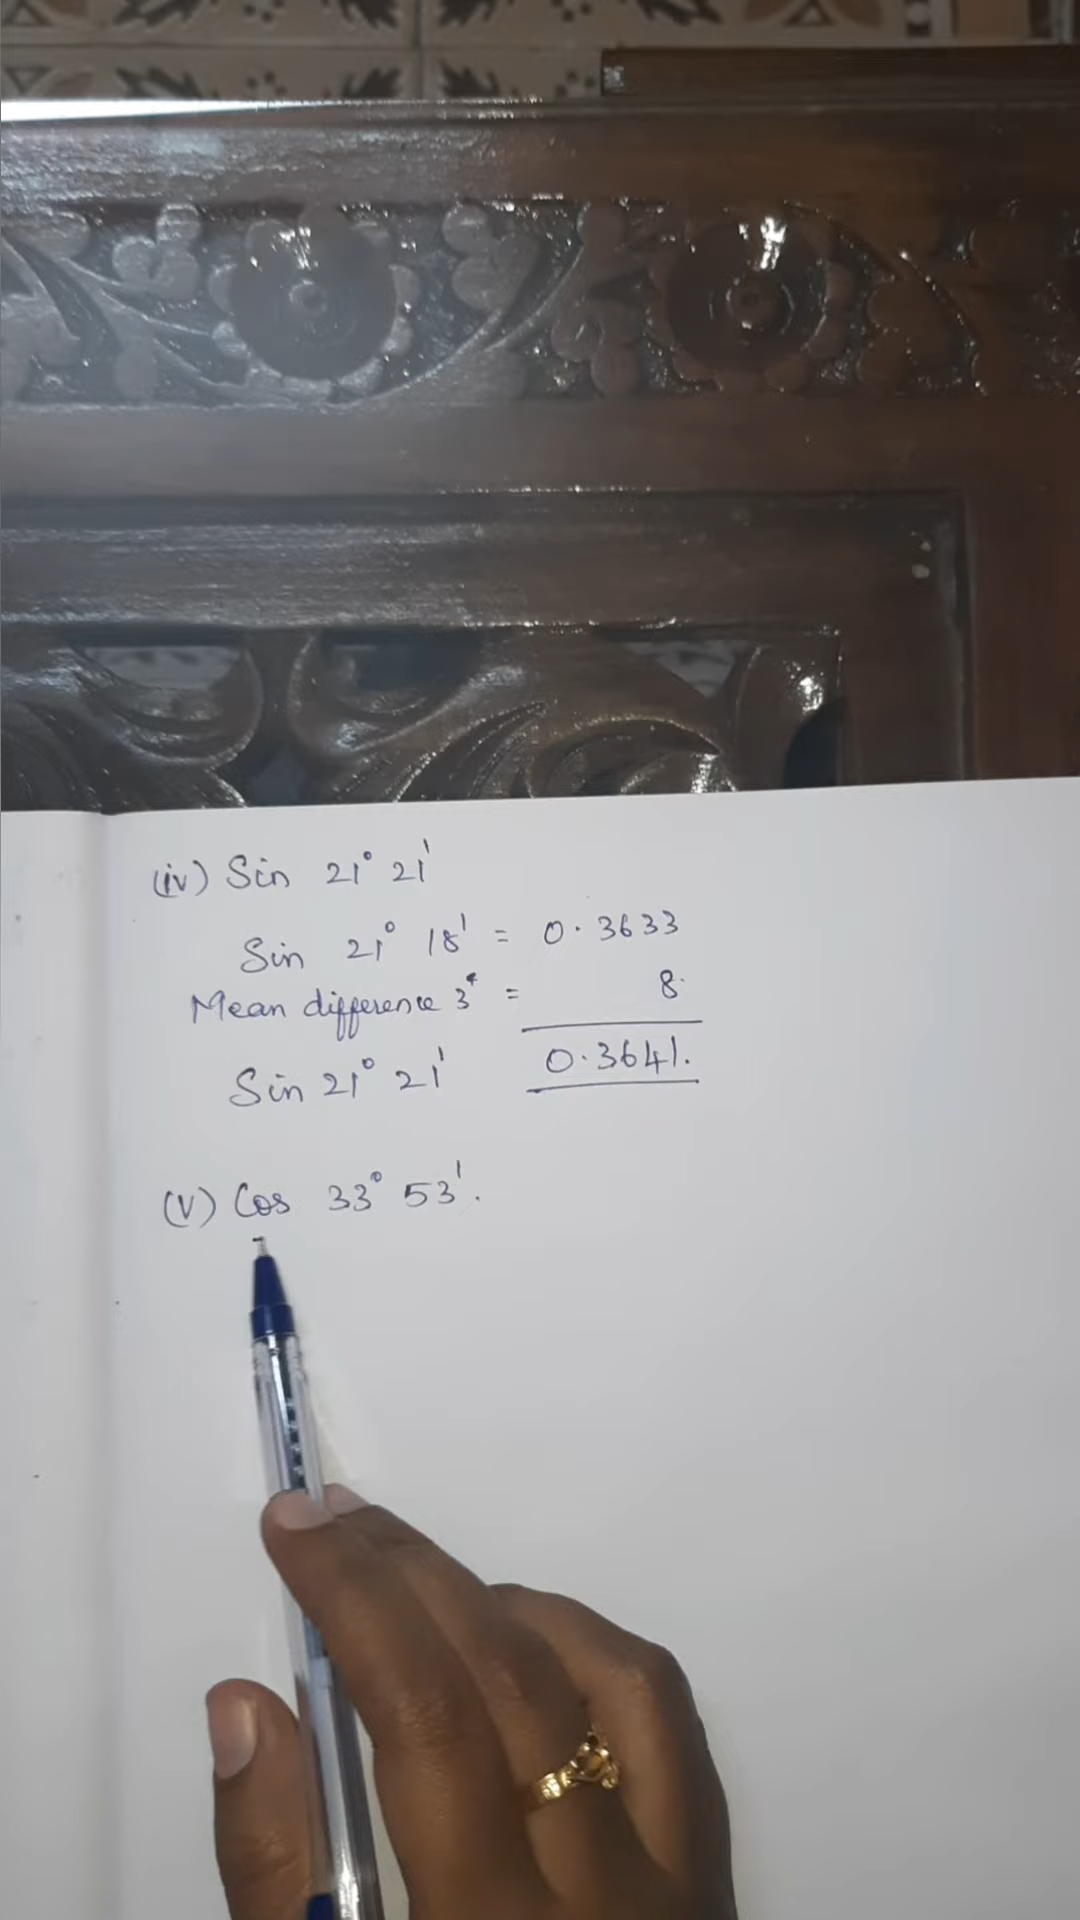 (iv) Sin 21° 21'
Sin 21° 18' = 0.3633
Mean difference 3' = 8
Sin 21° 21' 0.3641.
(V) Cos 33° 53'.